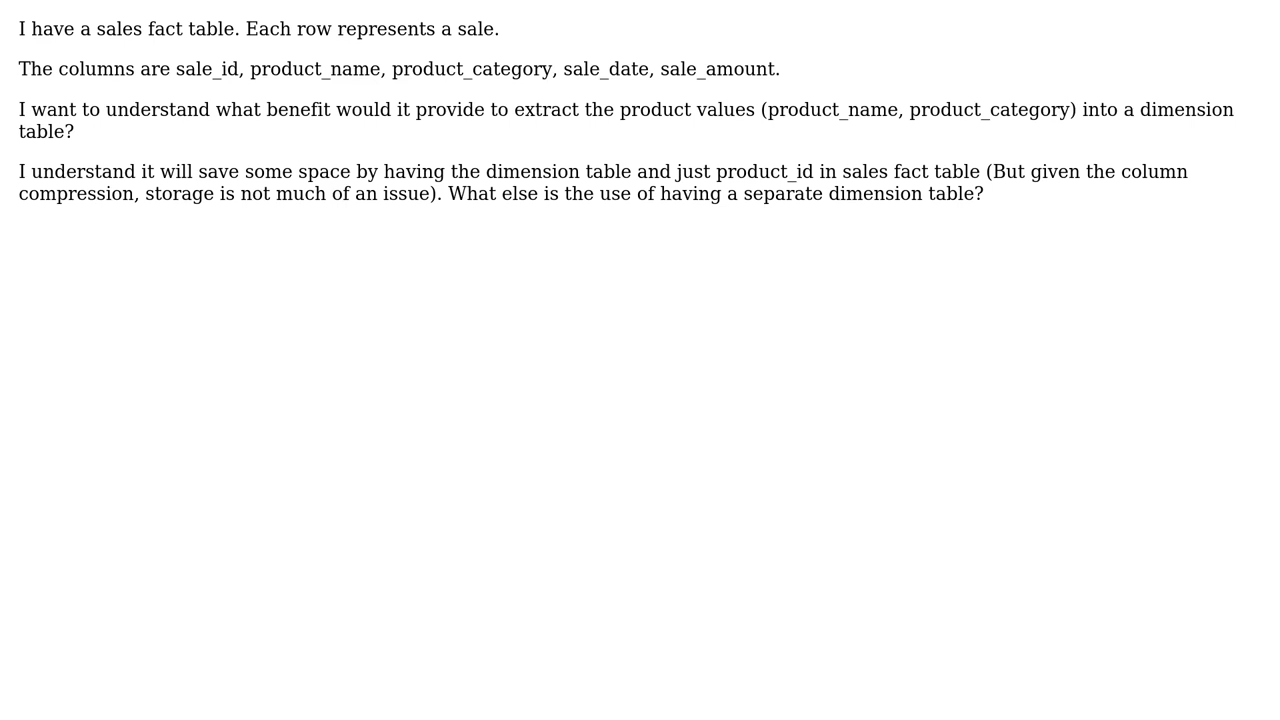 I have a sales fact table. Each row represents a sale.
The columns are sale_id, product_name, product_category, sale_date, sale_amount.
I want to understand what benefit would it provide to extract the product values (product_name, product_category) into a dimension
table?
I understand it will save some space by having the dimension table and just product_id in sales fact table (But given the column
compression, storage is not much of an issue). What else is the use of having a separate dimension table?